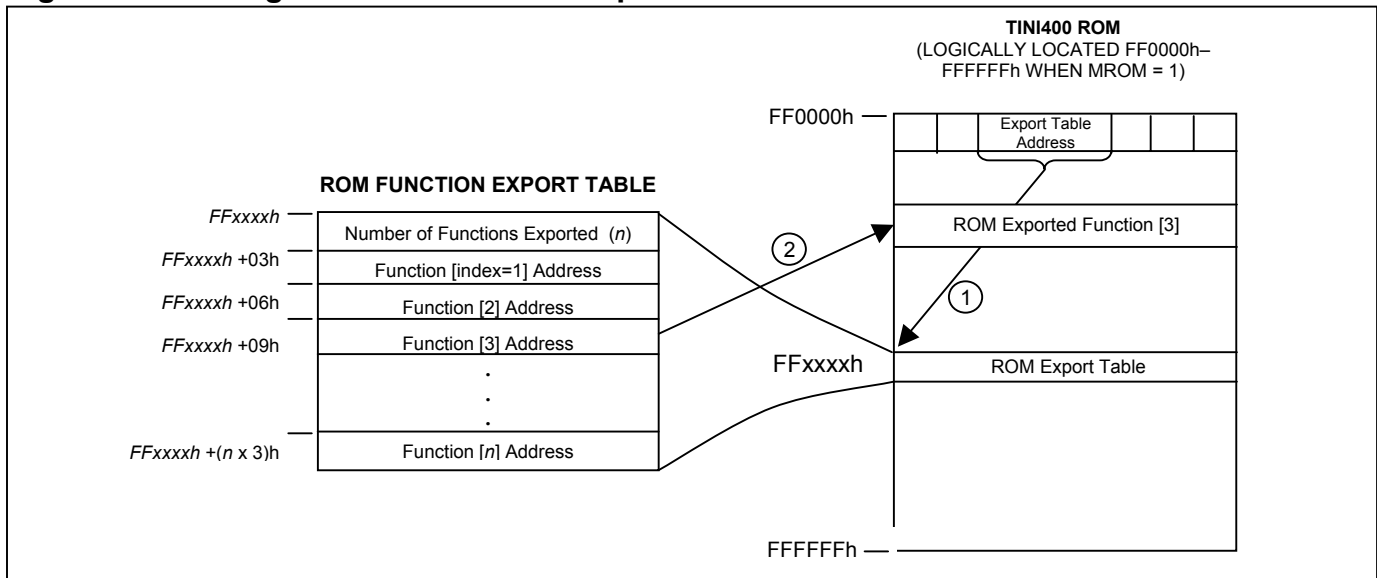 TINI400 ROM
(LOGICALLY LOCATED FF0000h–
FFFFFFh WHEN MROM = 1)
FF0000h
Export Table
Address
ROM FUNCTION EXPORT TABLE
FFxxxxh
Number of Functions Exported (n)
ROM Exported Function [3]
2
FFxxxxh +03h
Function [index=1] Address
1
FFxxxxh +06h
Function [2] Address
FFxxxxh +09h
Function [3] Address
FFxxxxh
ROM Export Table
.
.
.
FFxxxxh +(n x 3)h
Function [n] Address
FFFFFFh